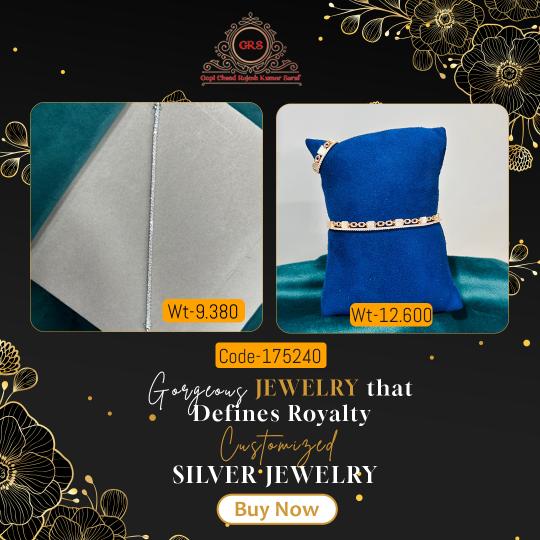 GRS
Gopi Chand Rajesh Kumar Saraf
Wt-9.380
Wt-12.600
Code-175240
Gorgeous JEWELRY that
Defines Royalty
Customized
SILVER JEWELRY
Buy Now